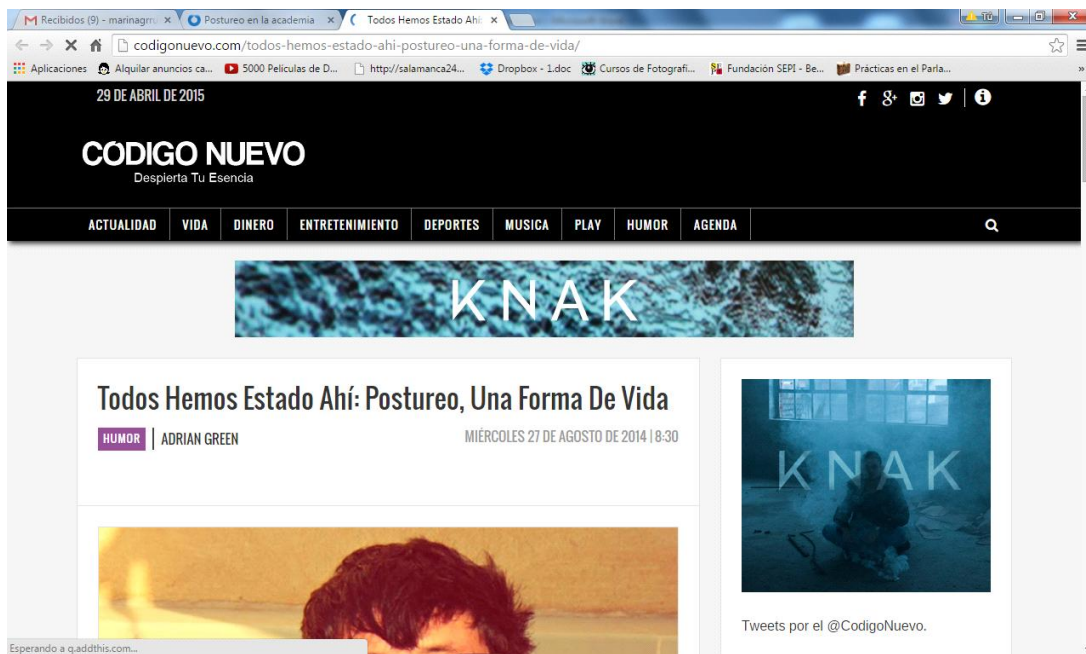 Recibidos (9) - marinagrru
Postureo en la academia
Todos Hemos Estado Ahí:
TÚ
codigonuevo.com/todos-hemos-estado-ahi-postureo-una-forma-de-vida/
Aplicaciones
Alquilar anuncios ca...
5000 Películas de D...
http://salamanca24...
Dropbox - 1.doc
Cursos de Fotografi...
Fundación SEPI - Be...
Prácticas en el Parla...
»
29 DE ABRIL DE 2015
CÓDIGO NUEVO
Despierta Tu Esencia
ACTUALIDAD VIDA DINERO ENTRETENIMIENTO DEPORTES MUSICA PLAY HUMOR AGENDA
KNAK
Todos Hemos Estado Ahí: Postureo, Una Forma De Vida
HUMOR | ADRIAN GREEN
MIÉRCOLES 27 DE AGOSTO DE 2014 | 8:30
KNAK
Tweets por el @CodigoNuevo.
Esperando a q.addthis.com...